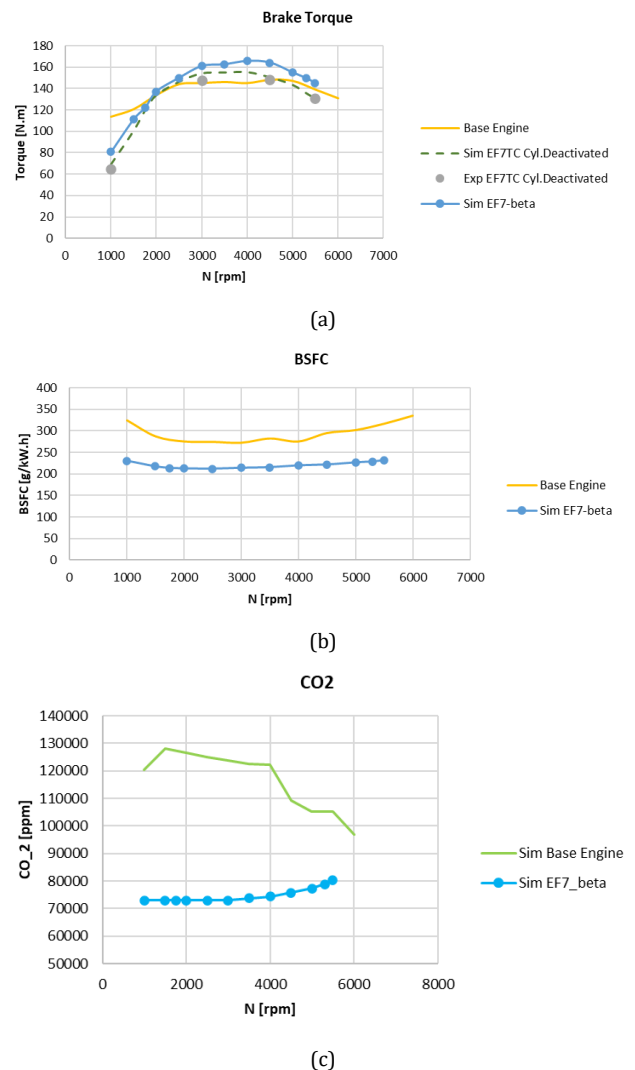 Brake Torque
180
160
140
120
100
80
60
40
20
0
Torque [N.m]
0 1000 2000 3000 4000 5000 6000 7000
N [rpm]
Base Engine
Sim EF7TC Cyl.Deactivated
Exp EF7TC Cyl.Deactivated
Sim EF7-beta
(a)
BSFC
400
350
300
250
200
150
100
50
0
BSFC [g/kW.h]
0 1000 2000 3000 4000 5000 6000 7000
N [rpm]
Base Engine
Sim EF7-beta
(b)
CO2
140000
130000
120000
110000
100000
90000
80000
70000
60000
50000
CO_2 [ppm]
0 2000 4000 6000 8000
N [rpm]
Sim Base Engine
Sim EF7_beta
(c)